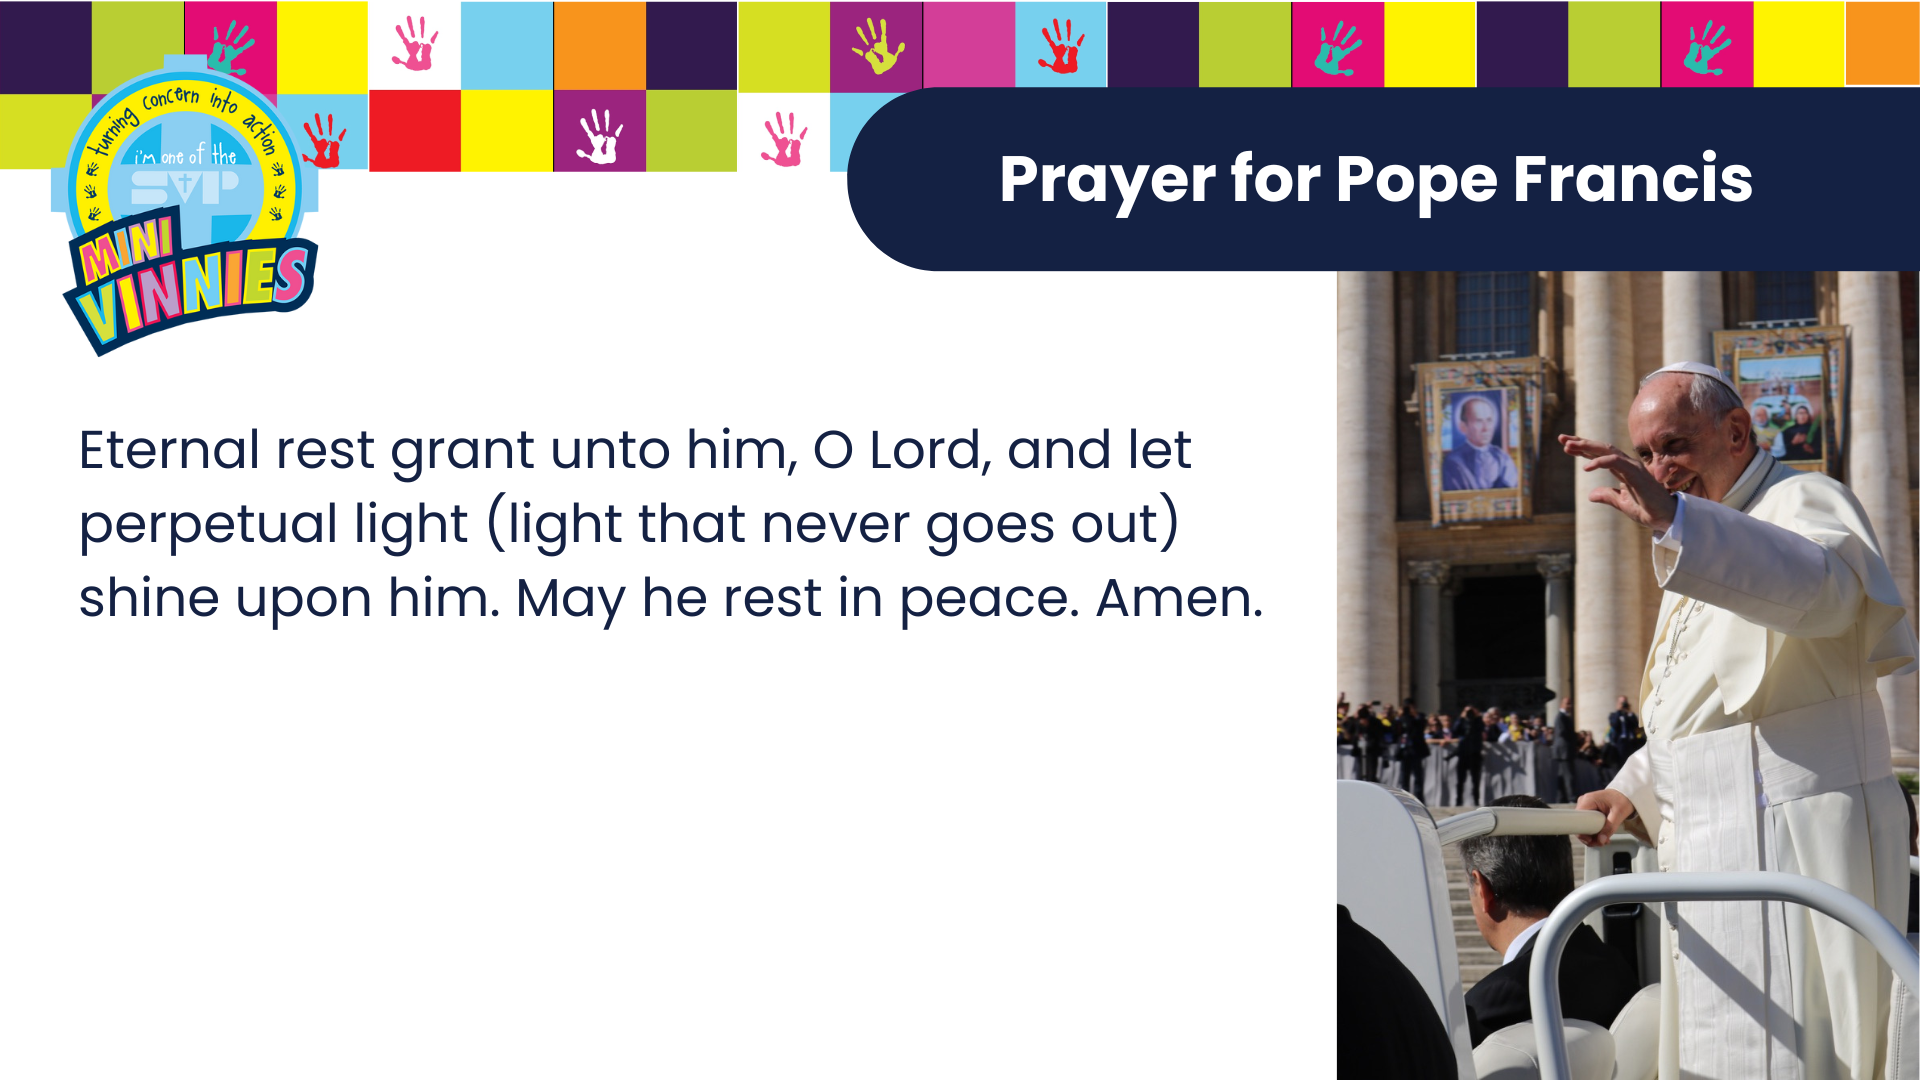 turning concern into action
i'm one of the
SVP
MINI
VINNIES
Prayer for Pope Francis
Eternal rest grant unto him, O Lord, and let
perpetual light (light that never goes out)
shine upon him. May he rest in peace. Amen.